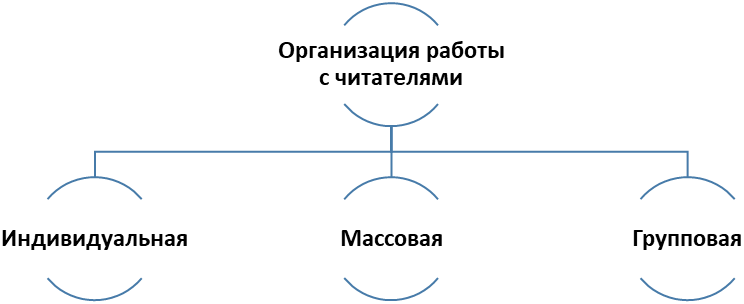 Организация работы
с читателями
Индивидуальная
Массовая
Групповая